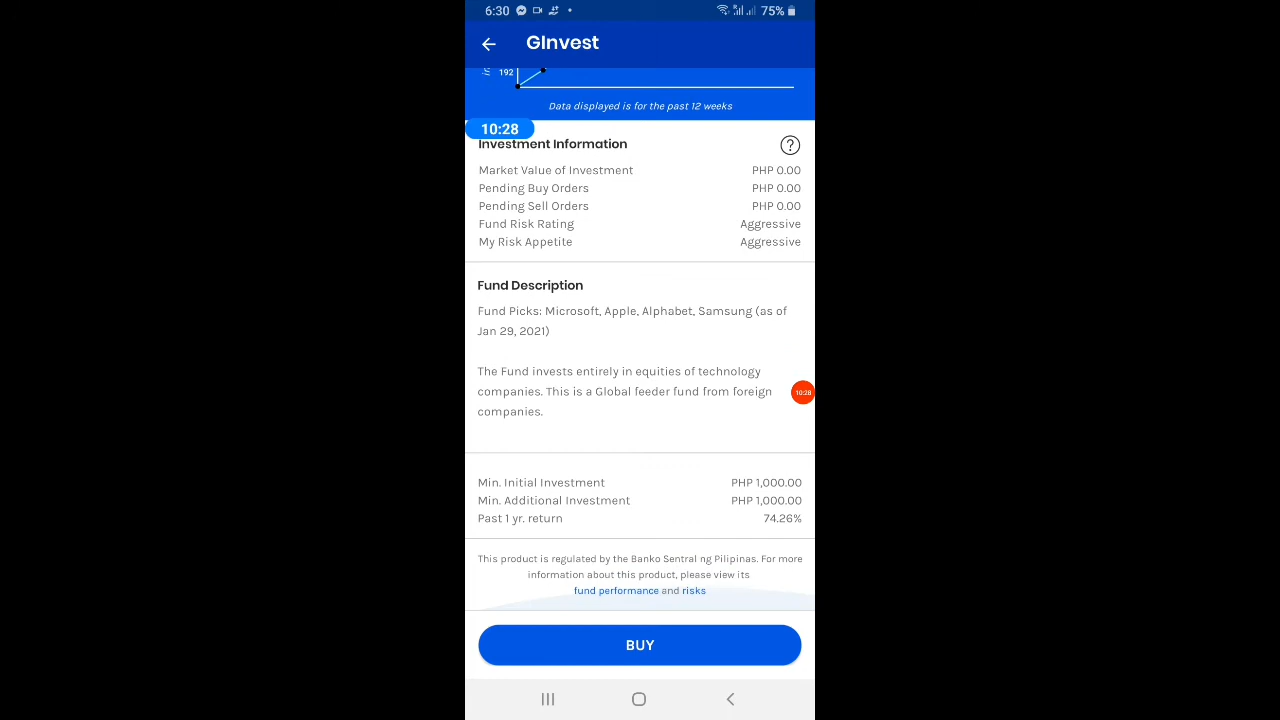 6:30 75%
GInvest
192
Data displayed is for the past 12 weeks
10:28
Investment Information ?
Market Value of Investment PHP 0.00
Pending Buy Orders PHP 0.00
Pending Sell Orders PHP 0.00
Fund Risk Rating Aggressive
My Risk Appetite Aggressive
Fund Description
Fund Picks: Microsoft, Apple, Alphabet, Samsung (as of
Jan 29, 2021)
The Fund invests entirely in equities of technology
companies. This is a Global feeder fund from foreign
10:28
companies.
Min. Initial Investment PHP 1,000.00
Min. Additional Investment PHP 1,000.00
Past 1 yr. return 74.26%
This product is regulated by the Banko Sentral ng Pilipinas. For more
information about this product, please view its
fund performance and risks
BUY